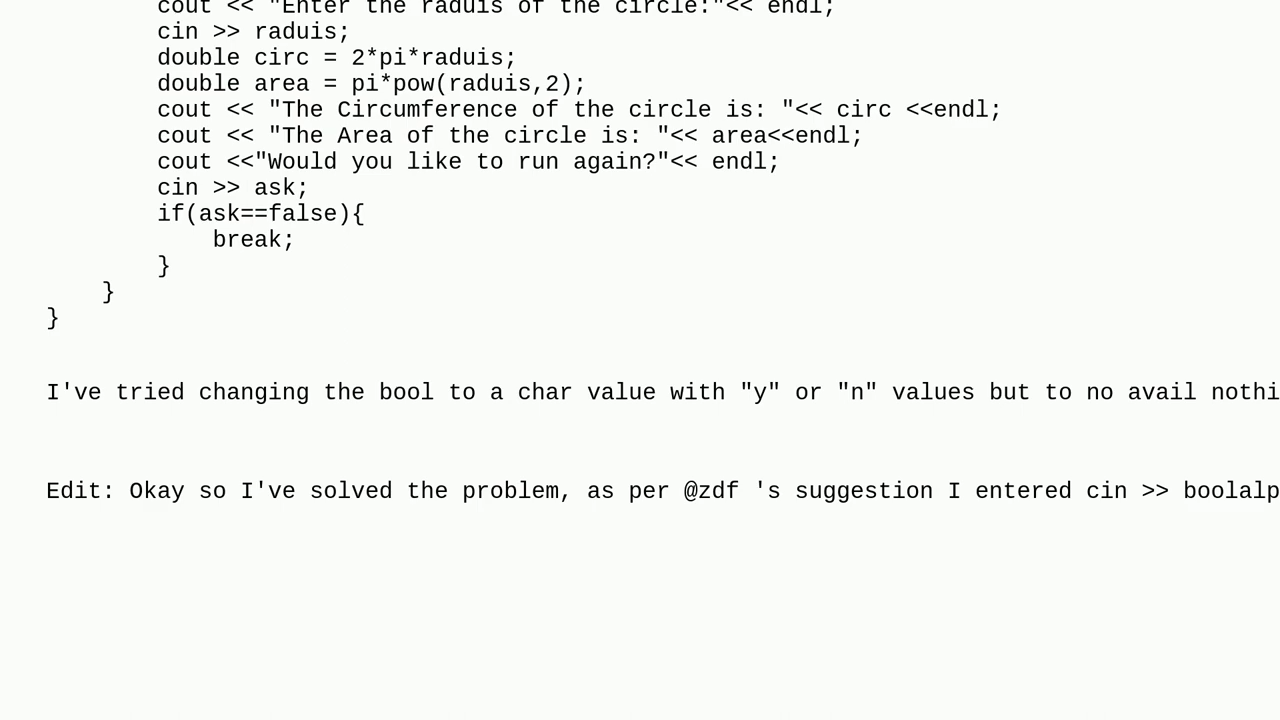 cout << "Enter the raduis of the circle:"<< endl;
cin >> raduis;
double circ = 2*pi*raduis;
double area = pi*pow(raduis,2);
cout << "The Circumference of the circle is: "<< circ <<endl;
cout << "The Area of the circle is: "<< area<<endl;
cout <<"Would you like to run again?"<< endl;
cin >> ask;
if(ask==false){
break;
}
}
}
I've tried changing the bool to a char value with "y" or "n" values but to no avail nothi
Edit: Okay so I've solved the problem, as per @zdf 's suggestion I entered cin >> boolalp